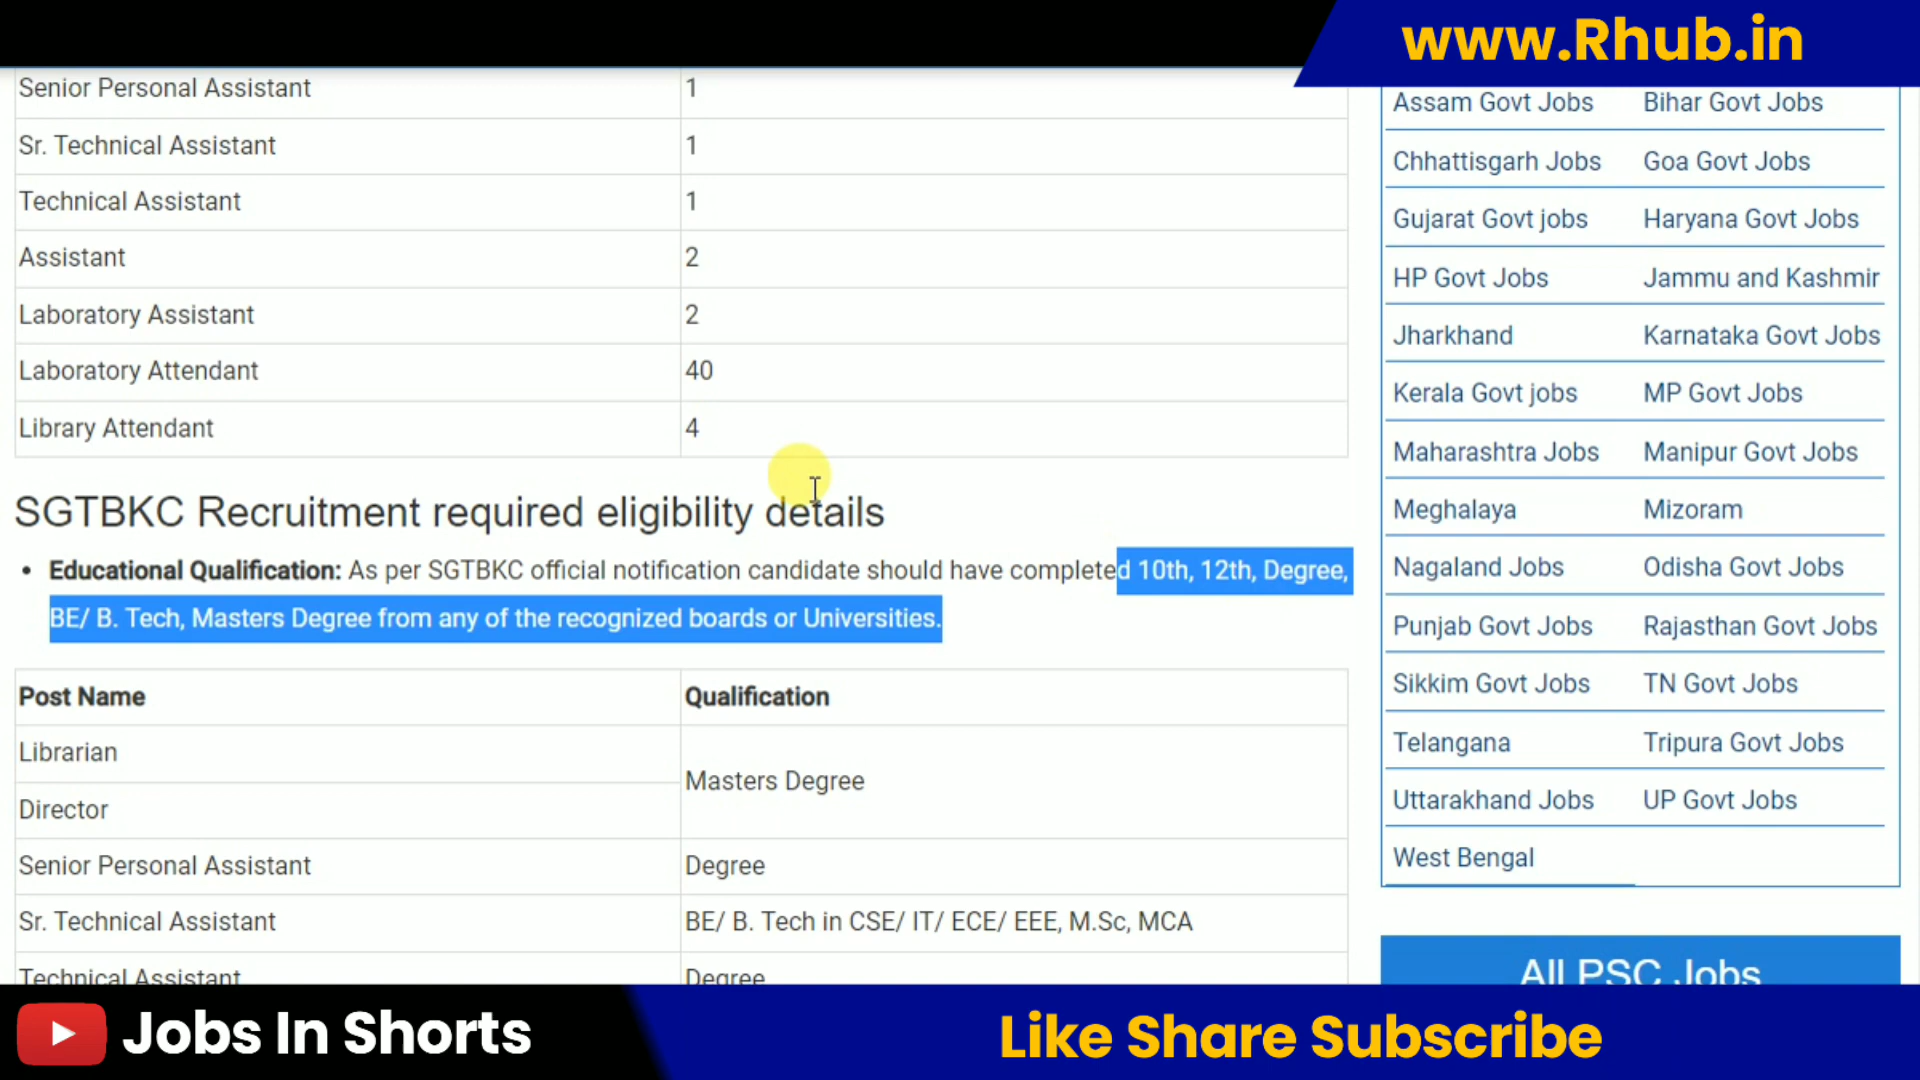 www.Rhub.in
Senior Personal Assistant 1
Sr. Technical Assistant 1
Technical Assistant 1
Assistant 2
Laboratory Assistant 2
Laboratory Attendant 40
Library Attendant 4
SGTBKC Recruitment required eligibility details
• Educational Qualification: As per SGTBKC official notification candidate should have completed 10th, 12th, Degree,
BE/ B. Tech, Masters Degree from any of the recognized boards or Universities.
Post Name Qualification
Librarian
Masters Degree
Director
Senior Personal Assistant Degree
Sr. Technical Assistant BE/ B. Tech in CSE/ IT/ ECE/ EEE, M.Sc, MCA
Technical Assistant Degree
Assam Govt Jobs Bihar Govt Jobs
Chhattisgarh Jobs Goa Govt Jobs
Gujarat Govt jobs Haryana Govt Jobs
HP Govt Jobs Jammu and Kashmir
Jharkhand Karnataka Govt Jobs
Kerala Govt jobs MP Govt Jobs
Maharashtra Jobs Manipur Govt Jobs
Meghalaya Mizoram
Nagaland Jobs Odisha Govt Jobs
Punjab Govt Jobs Rajasthan Govt Jobs
Sikkim Govt Jobs TN Govt Jobs
Telangana Tripura Govt Jobs
Uttarakhand Jobs UP Govt Jobs
West Bengal
All PSC Jobs
Jobs In Shorts
Like Share Subscribe